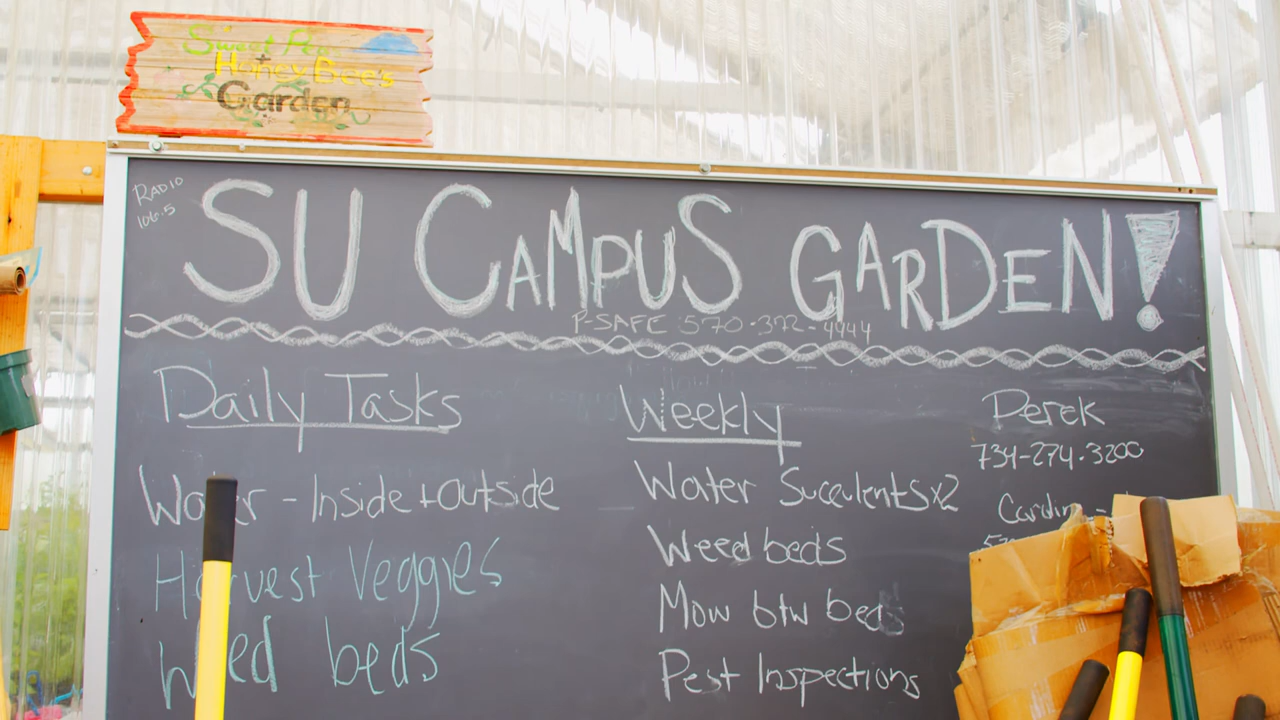 Sweet Pea
+
Honey Bee's
Garden
RADIO
106.5
SU CAMPUS GARDEN!
P-SAFE 570-372-4444
Daily Tasks
Water - Inside + Outside
Harvest Veggies
Weed beds
Weekly
Water Succulents x2
Weed beds
Mow btw beds
Pest Inspections
Derek
734-274-3200